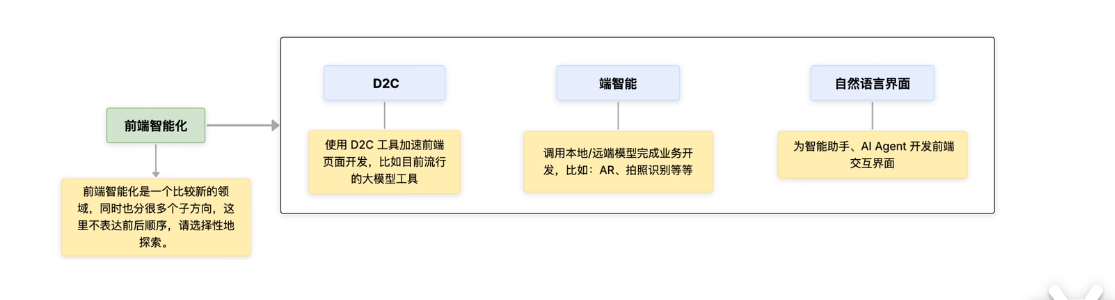 前端智能化
前端智能化是一个比较新的领
域，同时也分很多个子方向，这
里不表达前后顺序，请选择性地
探索。
D2C
使用 D2C 工具加速前端
页面开发，比如目前流行
的大模型工具
端智能
调用本地/远端模型完成业务开
发，比如：AR、拍照识别等等
自然语言界面
为智能助手、AI Agent 开发前端
交互界面